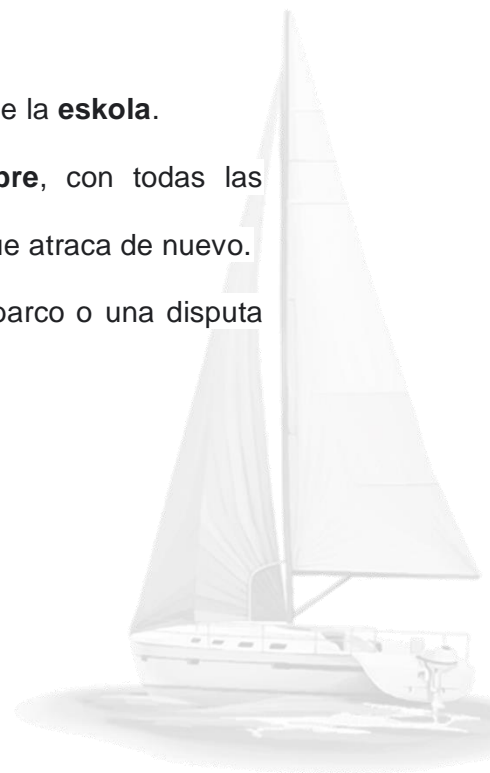 e la eskola.
bre, con todas las
ue atraca de nuevo.
barco o una disputa